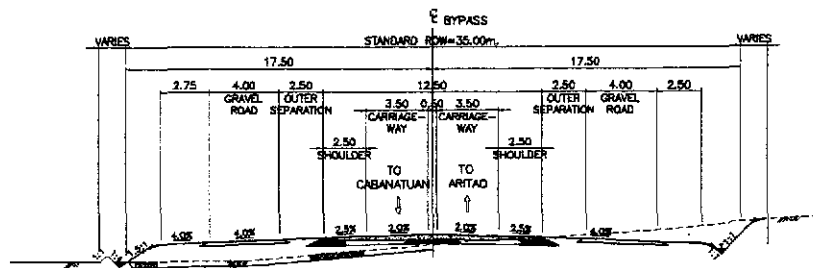 ℄ BYPASS
VARIES STANDARD ROW=35.00m. VARIES
17.50 17.50
2.75 4.00 2.50 12.50 2.50 4.00 2.50
GRAVEL ROAD OUTER SEPARATION 3.50 0.50 3.50 OUTER SEPARATION GRAVEL ROAD
CARRIAGE-WAY CARRIAGE-WAY
2.50 2.50
SHOULDER SHOULDER
TO CABANATUAN TO ARITAO
4.0% 4.0% 2.5% 2.0% 2.0% 2.5% 4.0%
1.5:1